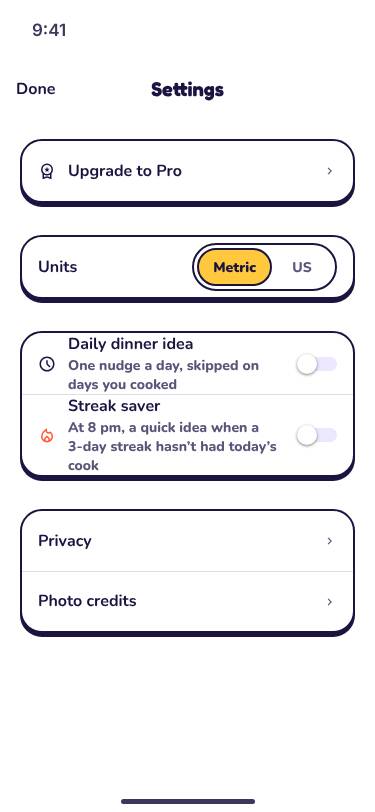 9:41
Done
Settings
Upgrade to Pro
Units
Metric
US
Daily dinner idea
One nudge a day, skipped on
days you cooked
Streak saver
At 8 pm, a quick idea when a
3-day streak hasn’t had today’s
cook
Privacy
Photo credits